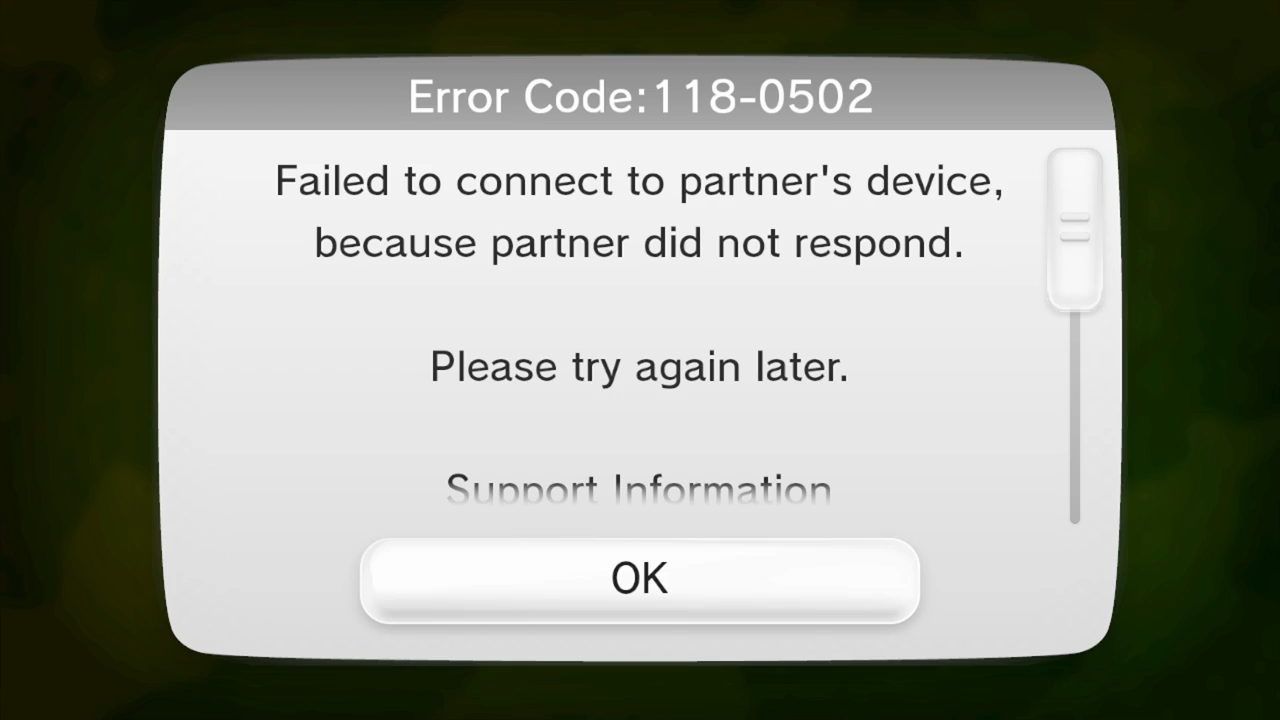 Error Code:118-0502
Failed to connect to partner's device,
because partner did not respond.
Please try again later.
Support Information
OK